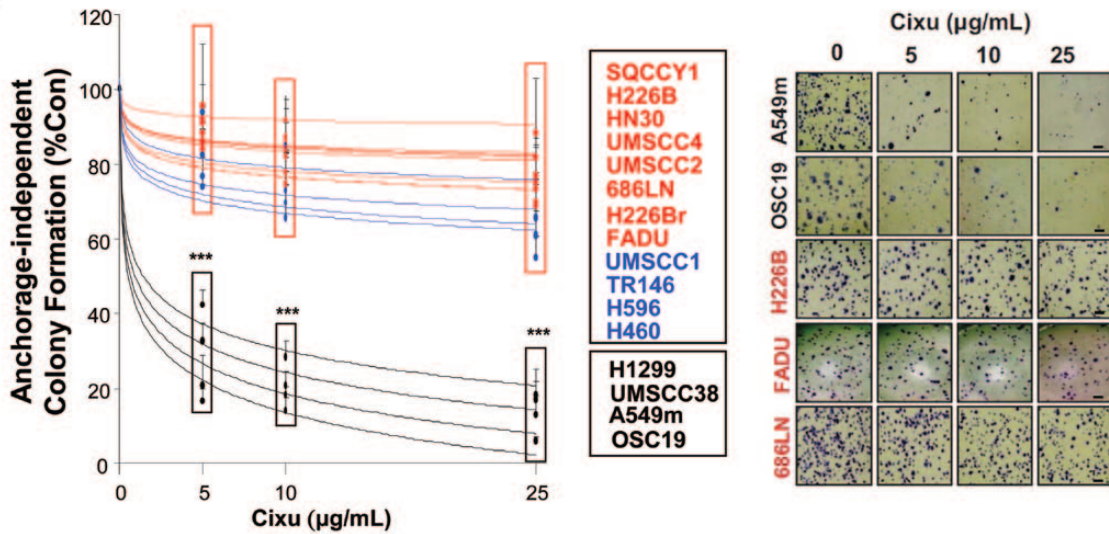 Anchorage-independent
Colony Formation (%Con)
120
100
80
60
40
20
0
0
5
10
25
Cixu (µg/mL)
***
***
***
SQCCY1
H226B
HN30
UMSCC4
UMSCC2
686LN
H226Br
FADU
UMSCC1
TR146
H596
H460
H1299
UMSCC38
A549m
OSC19
Cixu (µg/mL)
0 5 10 25
A549m
OSC19
H226B
FADU
686LN